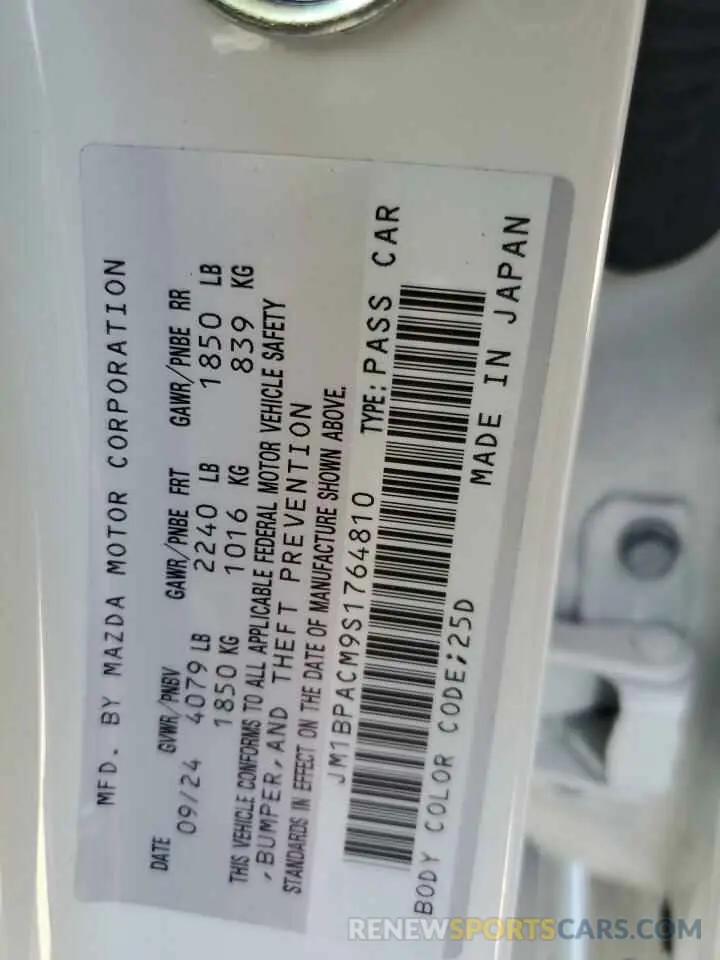 MFD. BY MAZDA MOTOR CORPORATION
DATE GVWR/PNBV GAWR/PNBE FRT GAWR/PNBE RR
09/24 4079 LB 2240 LB 1850 LB
1850 KG 1016 KG 839 KG
THIS VEHICLE CONFORMS TO ALL APPLICABLE FEDERAL MOTOR VEHICLE SAFETY
,BUMPER,AND THEFT PREVENTION
STANDARDS IN EFFECT ON THE DATE OF MANUFACTURE SHOWN ABOVE.
JM1BPACM9S1764810 TYPE:PASS CAR
BODY COLOR CODE;25D MADE IN JAPAN
RENEWSPORTSCARS.COM